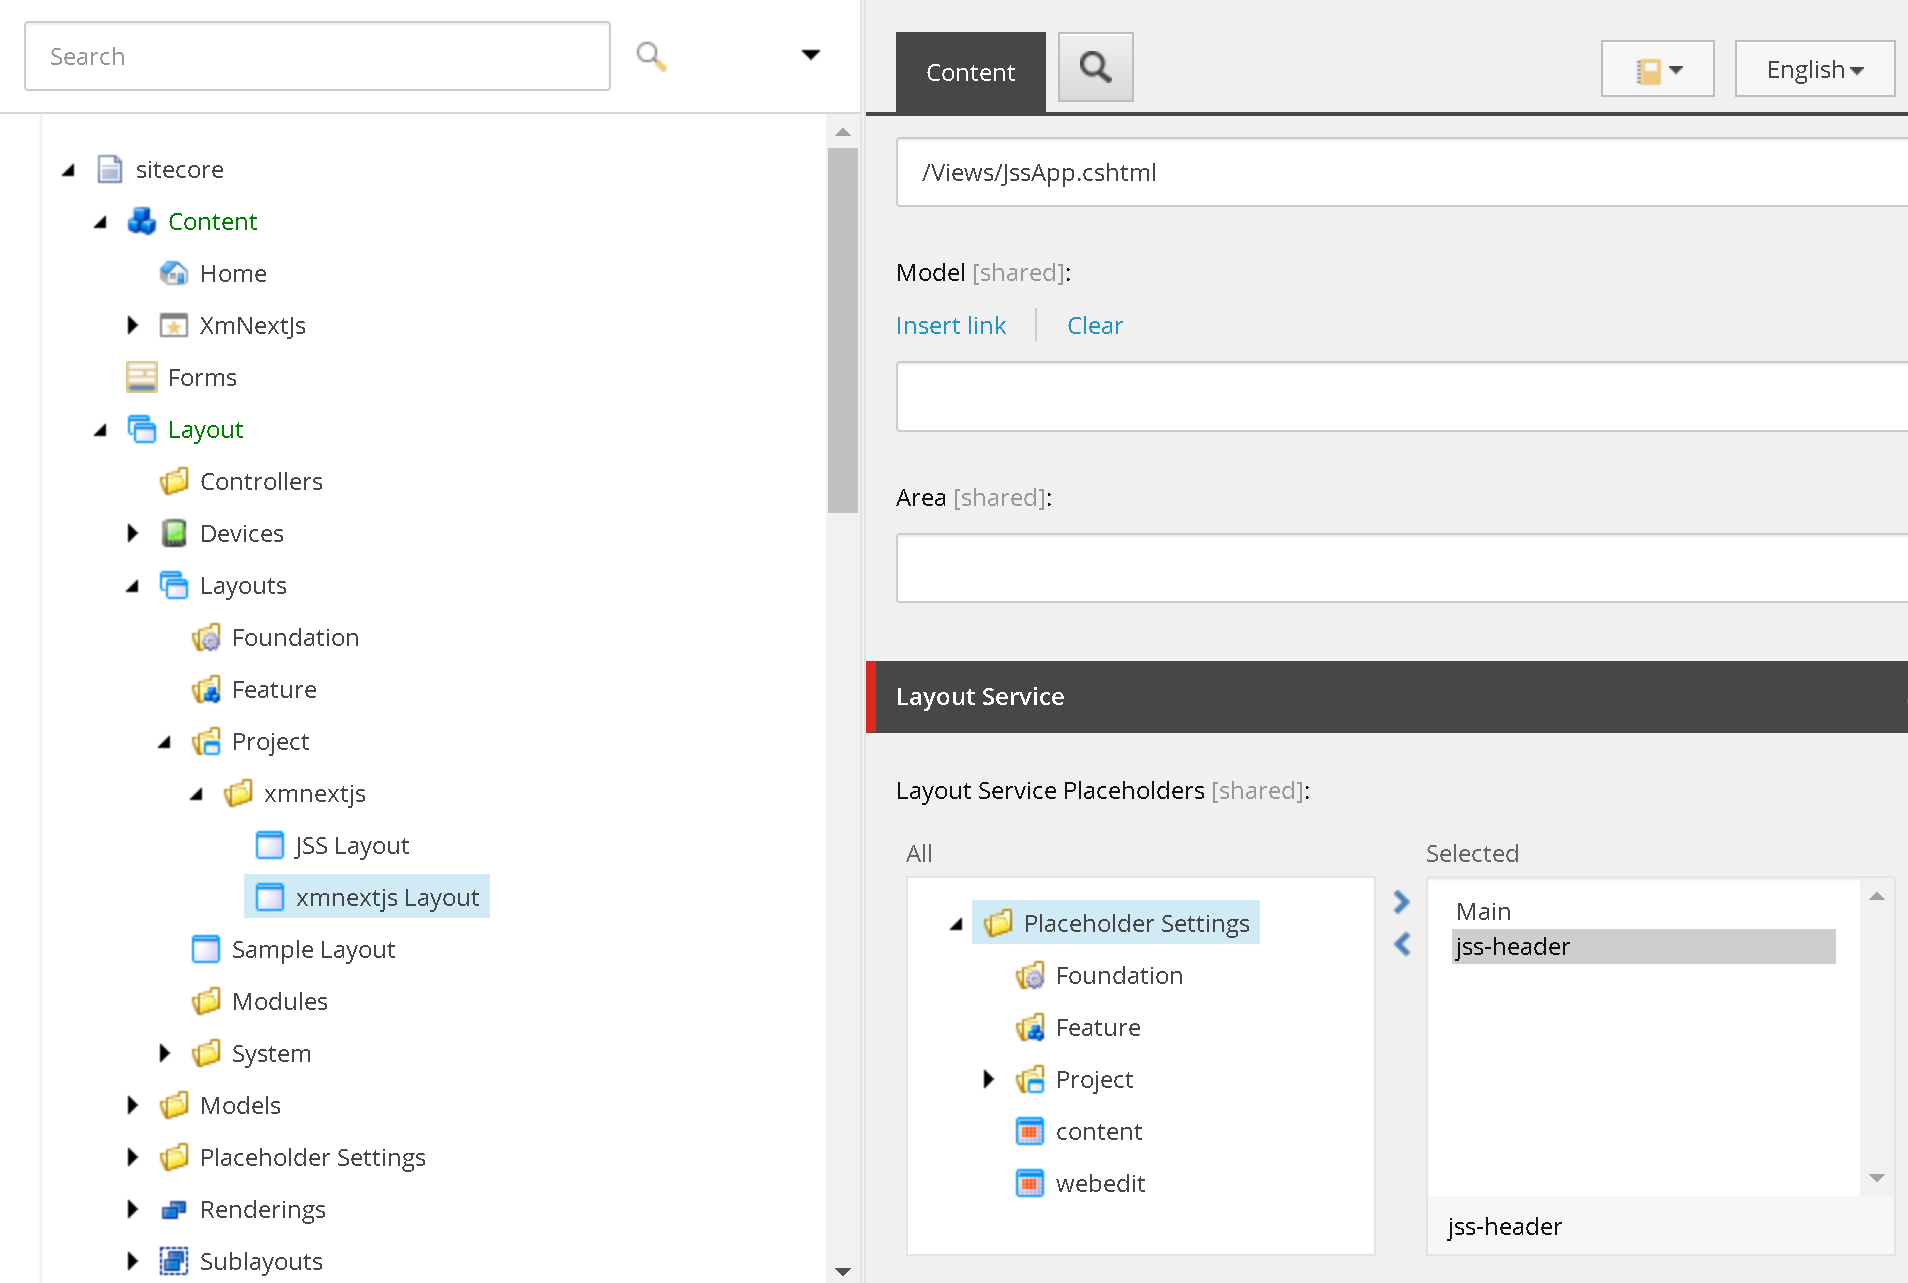 Search
sitecore
Content
Home
XmNextJs
Forms
Layout
Controllers
Devices
Layouts
Foundation
Feature
Project
xmnextjs
JSS Layout
xmnextjs Layout
Sample Layout
Modules
System
Models
Placeholder Settings
Renderings
Sublayouts
Content
English
/Views/JssApp.cshtml
Model [shared]:
Insert link Clear
Area [shared]:
Layout Service
Layout Service Placeholders [shared]:
All
Placeholder Settings
Foundation
Feature
Project
content
webedit
Selected
Main
jss-header
jss-header